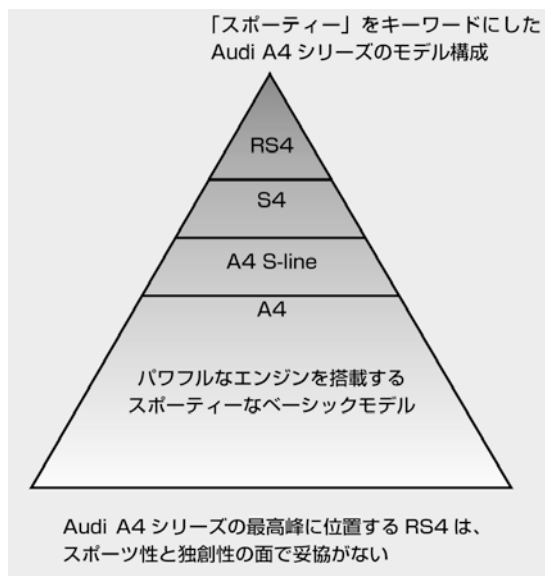 「スポーティー」をキーワードにした
Audi A4 シリーズのモデル構成
RS4
S4
A4 S-line
A4
パワフルなエンジンを搭載する
スポーティーなベーシックモデル
Audi A4 シリーズの最高峰に位置する RS4 は、
スポーツ性と独創性の面で妥協がない